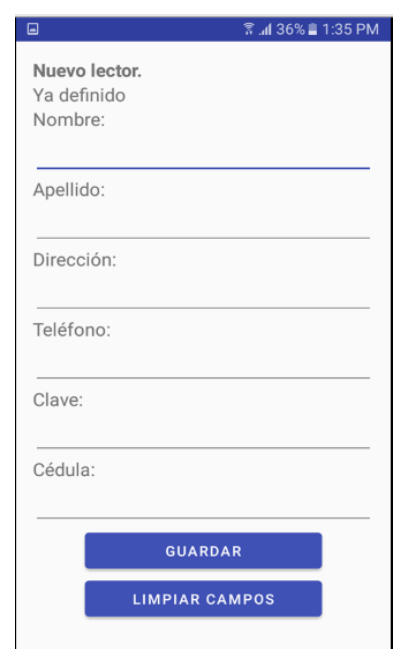 36% 1:35 PM
Nuevo lector.
Ya definido
Nombre:
Apellido:
Dirección:
Teléfono:
Clave:
Cédula:
GUARDAR
LIMPIAR CAMPOS